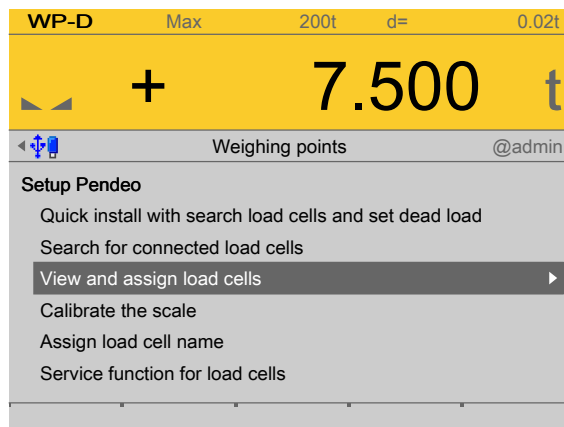 WP-D Max 200t d= 0.02t
+ 7.500 t
Weighing points @admin
Setup Pendeo
Quick install with search load cells and set dead load
Search for connected load cells
View and assign load cells
Calibrate the scale
Assign load cell name
Service function for load cells